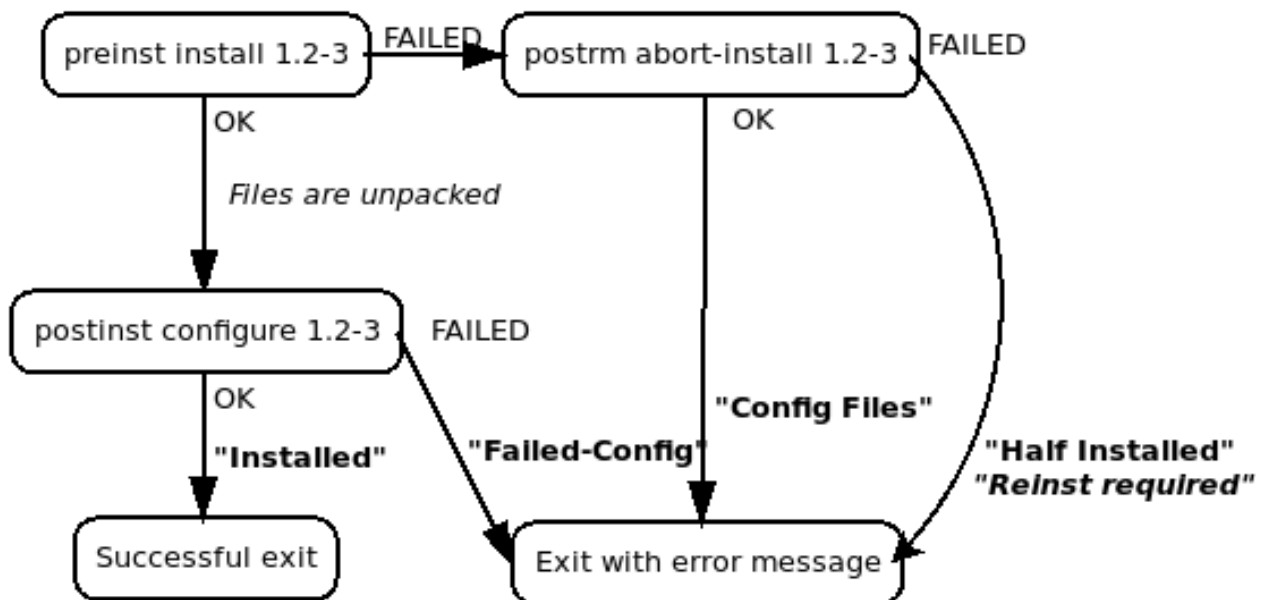 preinst install 1.2-3
FAILED
postrm abort-install 1.2-3
FAILED
OK
OK
Files are unpacked
postinst configure 1.2-3
FAILED
OK
"Config Files"
"Installed"
"Failed-Config"
"Half Installed"
"Reinst required"
Successful exit
Exit with error message